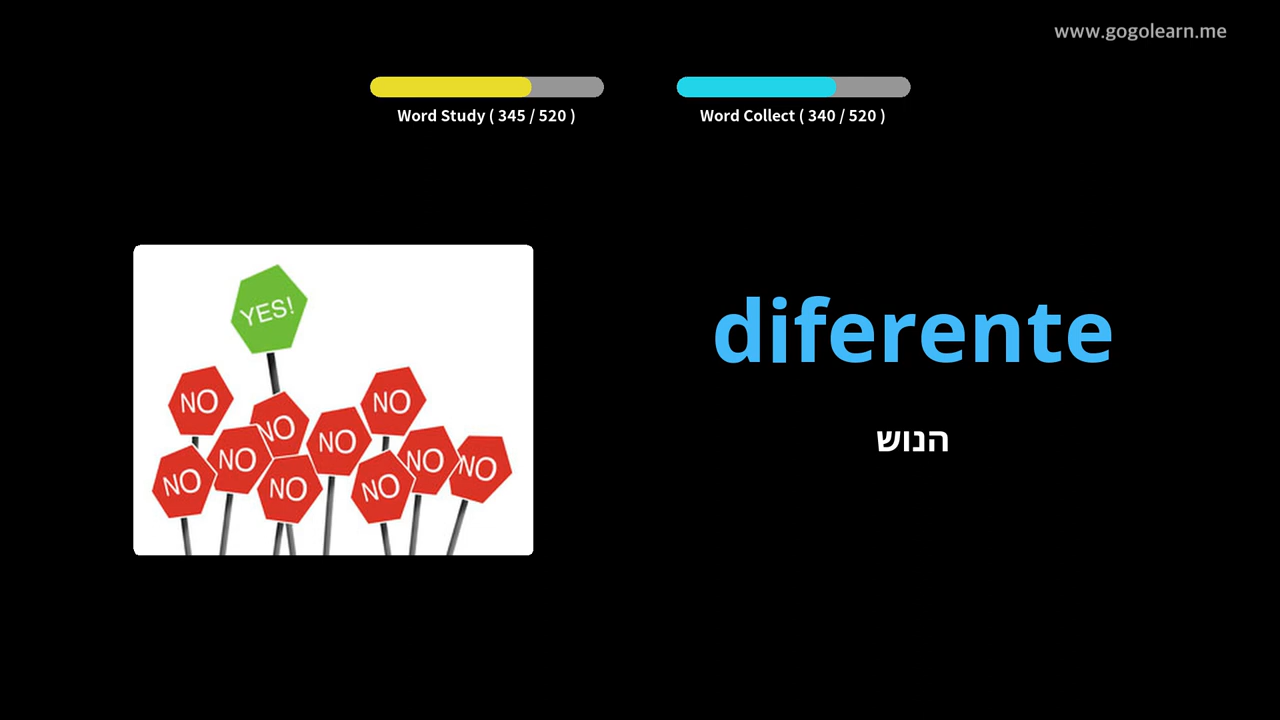 www.gogolearn.me
Word Study ( 345 / 520 )
Word Collect ( 340 / 520 )
YES!
NO
NO
NO
NO
NO
NO
NO
NO
NO
NO
diferente
הנוש